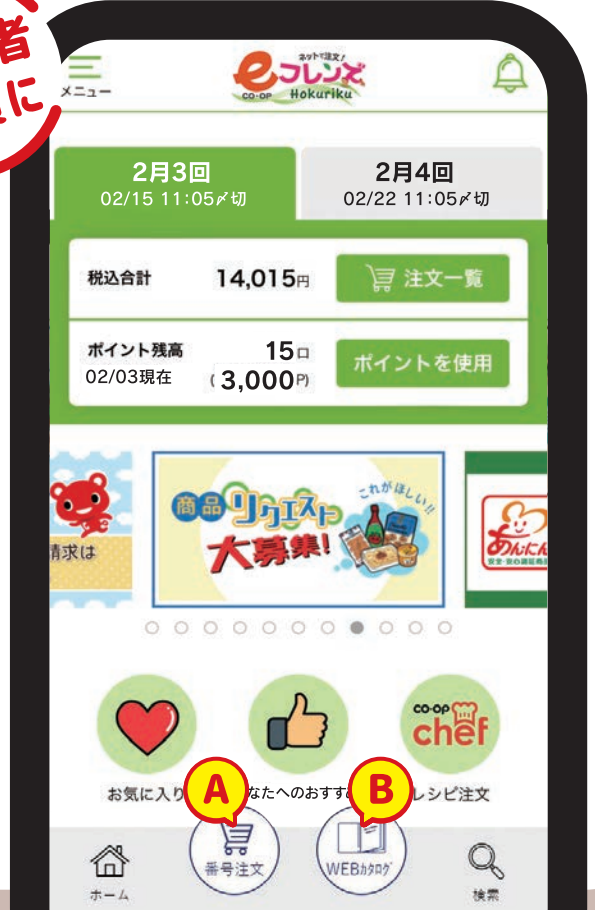 者
に
メニュー
ネットで注文!
eフレンズ
CO・OP Hokuriku
2月3回
02/15 11:05〆切
2月4回
02/22 11:05〆切
税込合計 14,015円
注文一覧
ポイント残高 15口
02/03現在 (3,000P)
ポイントを使用
請求は
商品リクエスト
大募集!
これがほしい!!
あんしん
お気に入り
なたへのおすす
CO・OP
chef
レシピ注文
A
B
ホーム
番号注文
WEBカタログ
検索